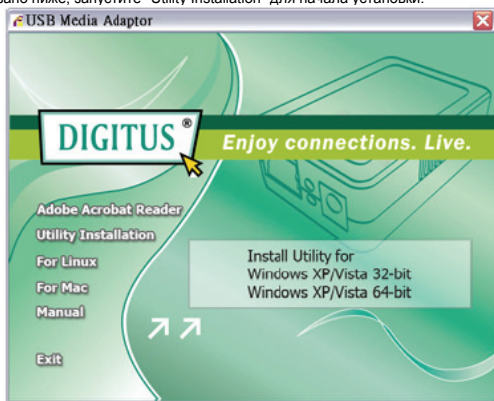 вано ниже, запустите "Utility Installation" для начала установки.
USB Media Adaptor
DIGITUS®
Enjoy connections. Live.
Adobe Acrobat Reader
Utility Installation
For Linux
For Mac
Manual
Exit
Install Utility for
Windows XP/Vista 32-bit
Windows XP/Vista 64-bit